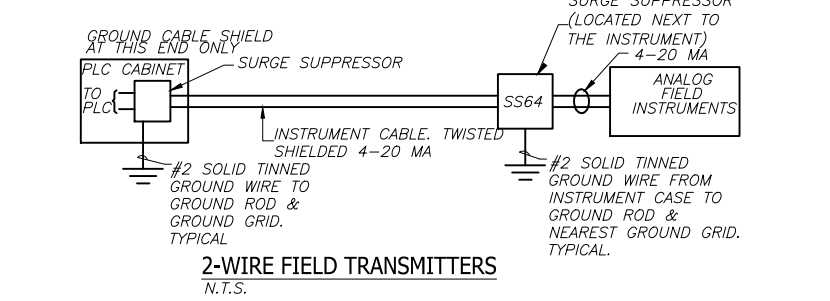 SURGE SUPPRESSOR
(LOCATED NEXT TO
THE INSTRUMENT)
4-20 MA
GROUND CABLE SHIELD
AT THIS END ONLY
PLC CABINET
SURGE SUPPRESSOR
TO
PLC
SS64
ANALOG
FIELD
INSTRUMENTS
INSTRUMENT CABLE. TWISTED
SHIELDED 4-20 MA
#2 SOLID TINNED
GROUND WIRE TO
GROUND ROD &
GROUND GRID.
TYPICAL
#2 SOLID TINNED
GROUND WIRE FROM
INSTRUMENT CASE TO
GROUND ROD &
NEAREST GROUND GRID.
TYPICAL.
2-WIRE FIELD TRANSMITTERS
N.T.S.